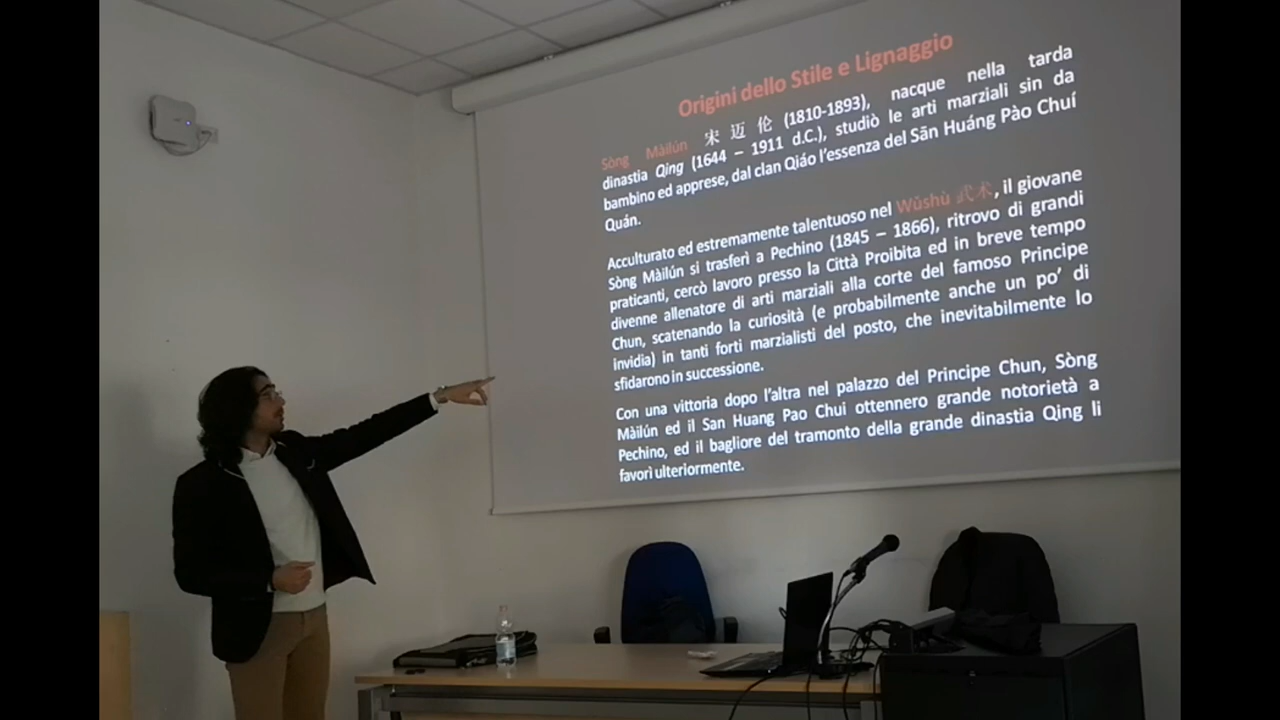 Origini dello Stile e Lignaggio
Sòng Màilún 宋 迈 伦 (1810-1893), nacque nella tarda
dinastia Qing (1644 – 1911 d.C.), studiò le arti marziali sin da
bambino ed apprese, dal clan Qiáo l'essenza del Sān Huáng Pào Chuí
Quán.
Acculturato ed estremamente talentuoso nel Wǔshù 武术, il giovane
Sòng Màilún si trasferì a Pechino (1845 – 1866), ritrovo di grandi
praticanti, cercò lavoro presso la Città Proibita ed in breve tempo
divenne allenatore di arti marziali alla corte del famoso Principe
Chun, scatenando la curiosità (e probabilmente anche un po' di
invidia) in tanti forti marzialisti del posto, che inevitabilmente lo
sfidarono in successione.
Con una vittoria dopo l'altra nel palazzo del Principe Chun, Sòng
Màilún ed il San Huang Pao Chui ottennero grande notorietà a
Pechino, ed il bagliore del tramonto della grande dinastia Qing li
favorì ulteriormente.